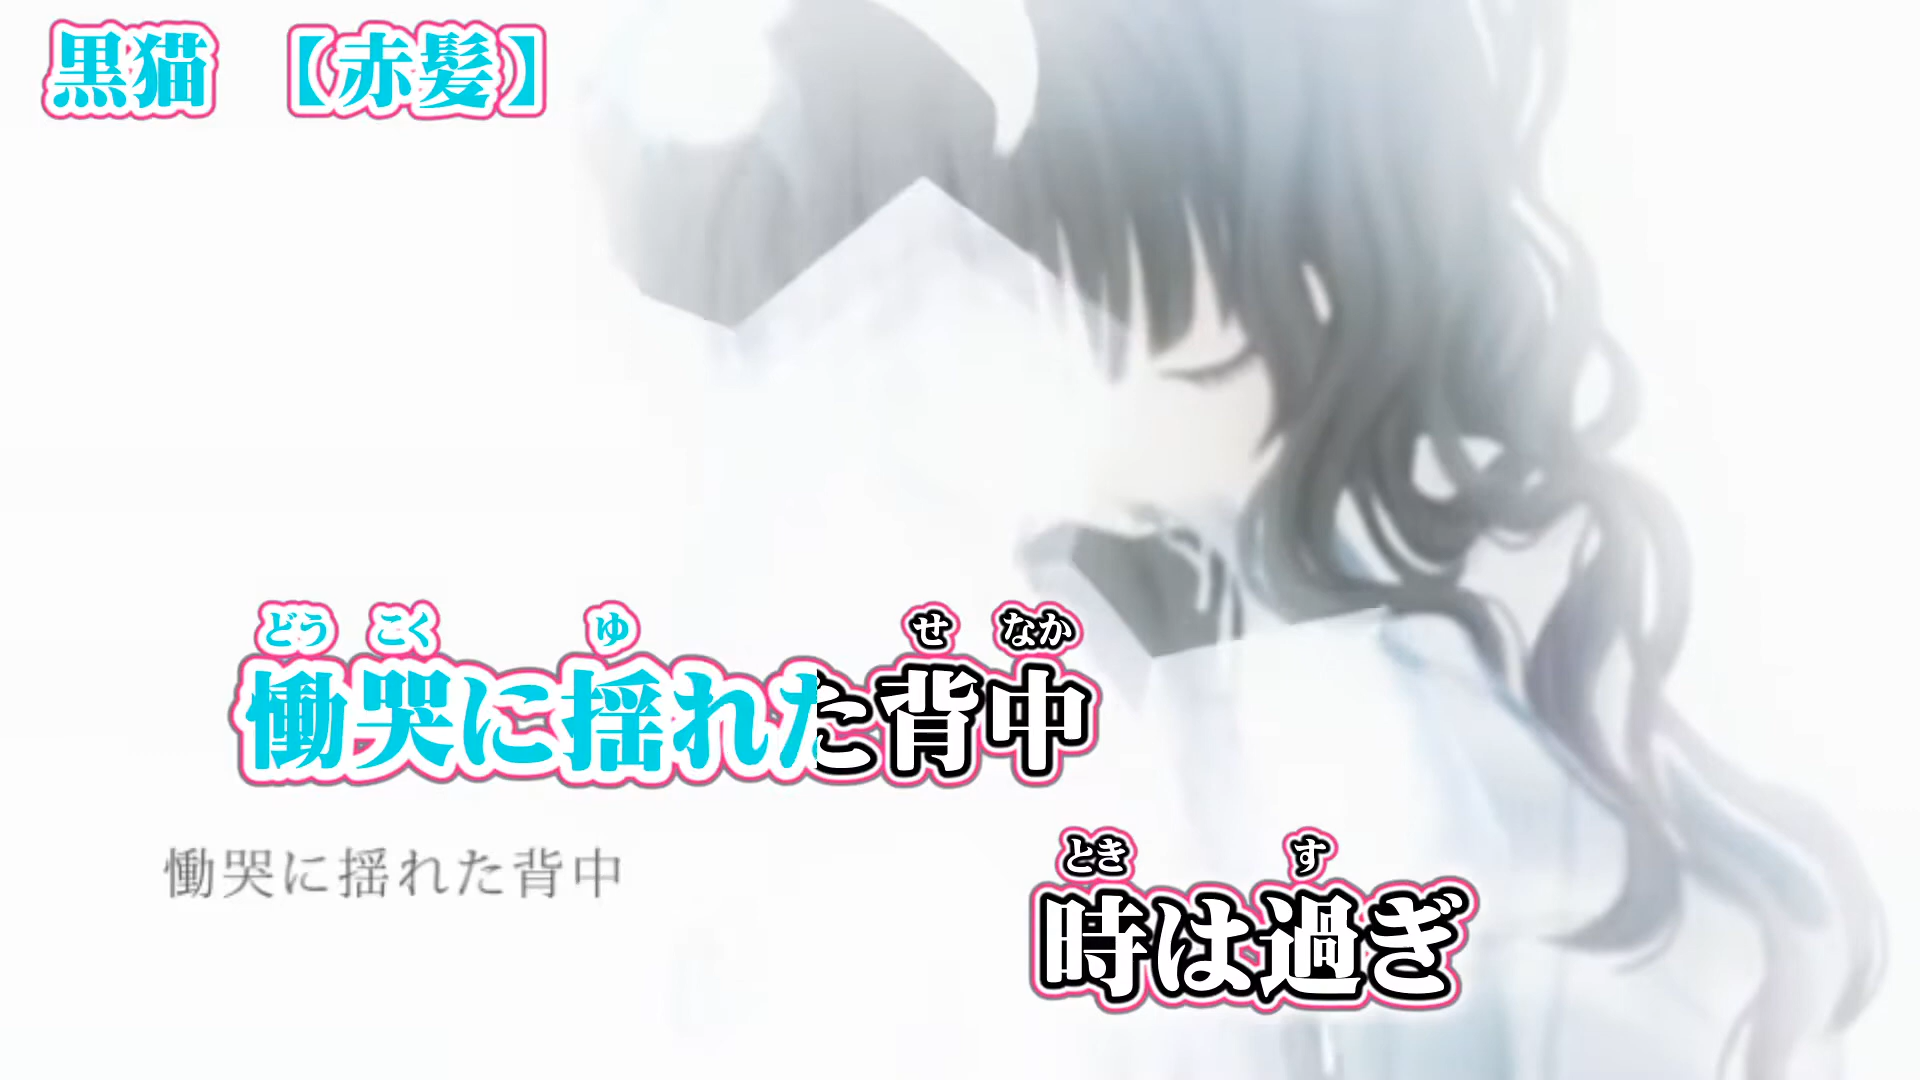 黒猫 【赤髪】
どう こく ゆ せ なか
慟哭に揺れた背中
慟哭に揺れた背中
とき す
時は過ぎ